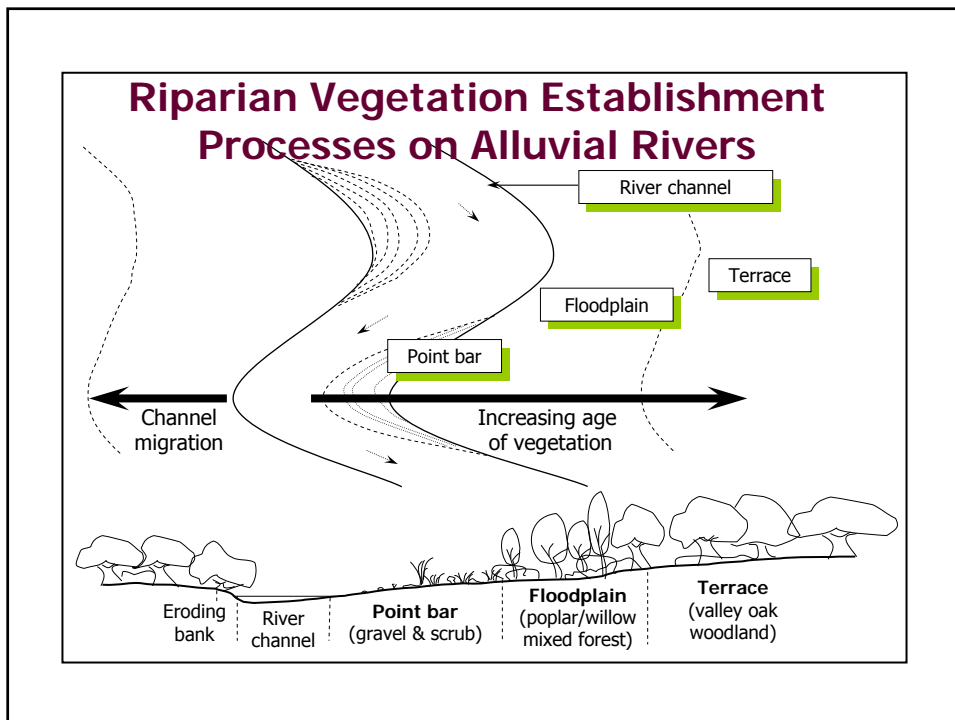 Riparian Vegetation Establishment
Processes on Alluvial Rivers
River channel
Terrace
Floodplain
Point bar
Channel
migration
Increasing age
of vegetation
Eroding
bank
River
channel
Point bar
(gravel & scrub)
Floodplain
(poplar/willow
mixed forest)
Terrace
(valley oak
woodland)